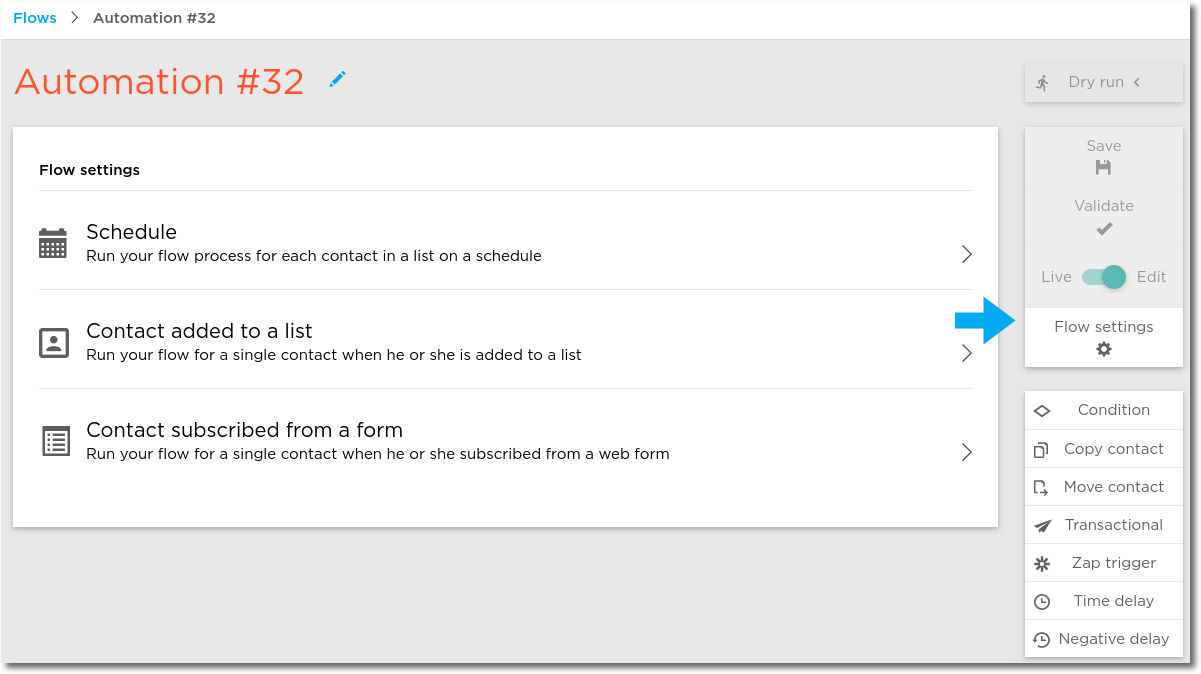 Flows > Automation #32
Automation #32
Dry run <
Flow settings
Schedule
Run your flow process for each contact in a list on a schedule
Contact added to a list
Run your flow for a single contact when he or she is added to a list
Contact subscribed from a form
Run your flow for a single contact when he or she subscribed from a web form
Save
Validate
Live Edit
Flow settings
Condition
Copy contact
Move contact
Transactional
Zap trigger
Time delay
Negative delay